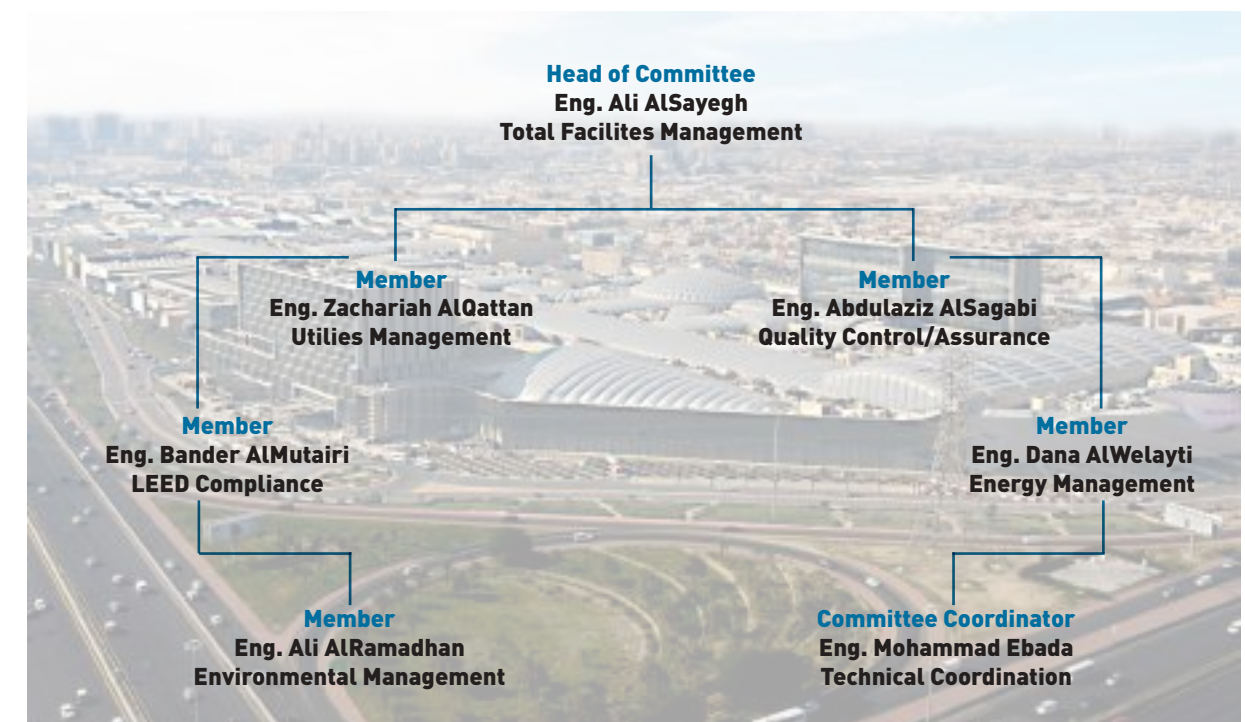 Head of Committee
Eng. Ali AlSayegh
Total Facilites Management
Member
Eng. Zachariah AlQattan
Utilies Management
Member
Eng. Abdulaziz AlSagabi
Quality Control/Assurance
Member
Eng. Bander AlMutairi
LEED Compliance
Member
Eng. Dana AlWelayti
Energy Management
Member
Eng. Ali AlRamadhan
Environmental Management
Committee Coordinator
Eng. Mohammad Ebada
Technical Coordination